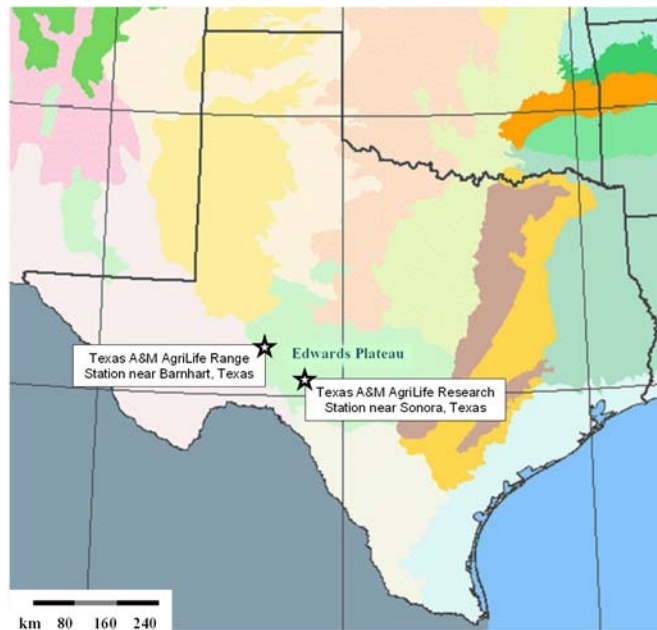 Edwards Plateau
Texas A&M AgriLife Range
Station near Barnhart, Texas
Texas A&M AgriLife Research
Station near Sonora, Texas
km 80 160 240